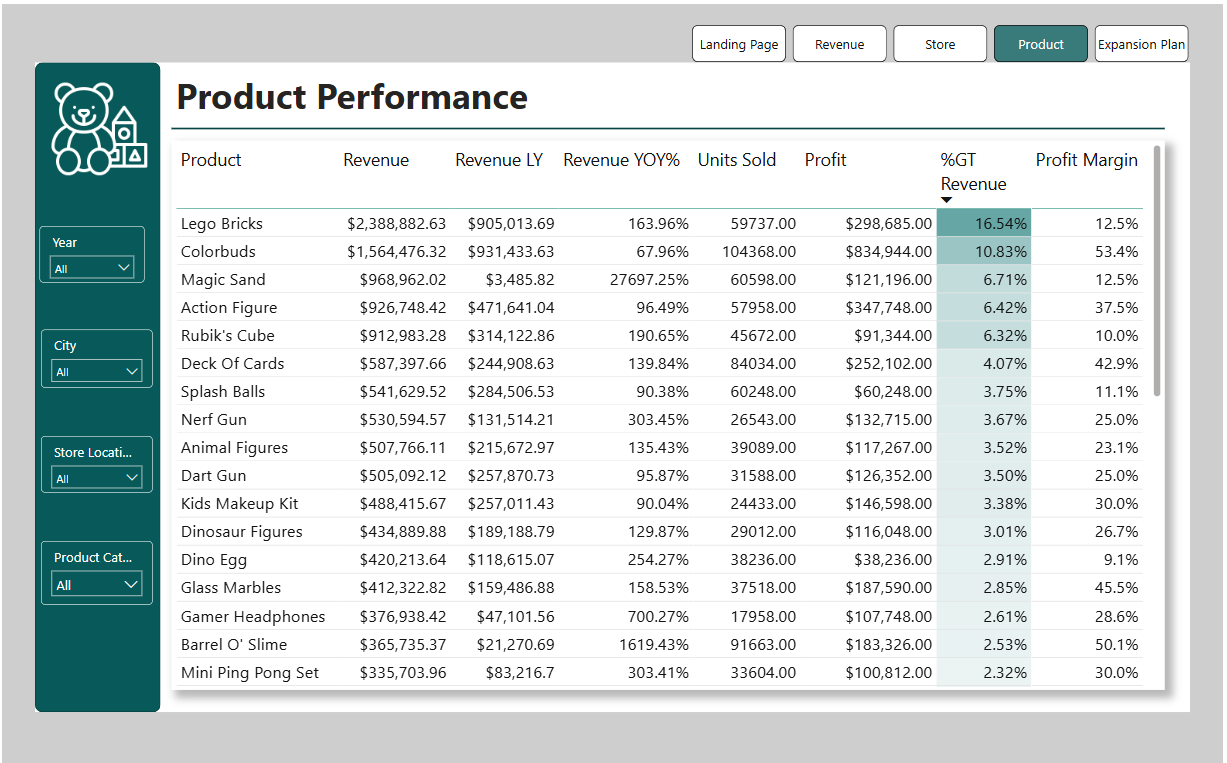 Landing Page Revenue Store Product Expansion Plan
Product Performance
Year
All
City
All
Store Locati...
All
Product Cat...
All
Product Revenue Revenue LY Revenue YOY% Units Sold Profit %GT Revenue Profit Margin
Lego Bricks $2,388,882.63 $905,013.69 163.96% 59737.00 $298,685.00 16.54% 12.5%
Colorbuds $1,564,476.32 $931,433.63 67.96% 104368.00 $834,944.00 10.83% 53.4%
Magic Sand $968,962.02 $3,485.82 27697.25% 60598.00 $121,196.00 6.71% 12.5%
Action Figure $926,748.42 $471,641.04 96.49% 57958.00 $347,748.00 6.42% 37.5%
Rubik's Cube $912,983.28 $314,122.86 190.65% 45672.00 $91,344.00 6.32% 10.0%
Deck Of Cards $587,397.66 $244,908.63 139.84% 84034.00 $252,102.00 4.07% 42.9%
Splash Balls $541,629.52 $284,506.53 90.38% 60248.00 $60,248.00 3.75% 11.1%
Nerf Gun $530,594.57 $131,514.21 303.45% 26543.00 $132,715.00 3.67% 25.0%
Animal Figures $507,766.11 $215,672.97 135.43% 39089.00 $117,267.00 3.52% 23.1%
Dart Gun $505,092.12 $257,870.73 95.87% 31588.00 $126,352.00 3.50% 25.0%
Kids Makeup Kit $488,415.67 $257,011.43 90.04% 24433.00 $146,598.00 3.38% 30.0%
Dinosaur Figures $434,889.88 $189,188.79 129.87% 29012.00 $116,048.00 3.01% 26.7%
Dino Egg $420,213.64 $118,615.07 254.27% 38236.00 $38,236.00 2.91% 9.1%
Glass Marbles $412,322.82 $159,486.88 158.53% 37518.00 $187,590.00 2.85% 45.5%
Gamer Headphones $376,938.42 $47,101.56 700.27% 17958.00 $107,748.00 2.61% 28.6%
Barrel O' Slime $365,735.37 $21,270.69 1619.43% 91663.00 $183,326.00 2.53% 50.1%
Mini Ping Pong Set $335,703.96 $83,216.7 303.41% 33604.00 $100,812.00 2.32% 30.0%